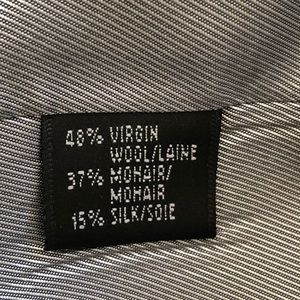 48% VIRGIN
WOOL/LAINE
37% MOHAIR/
MOHAIR
15% SILK/SOIE